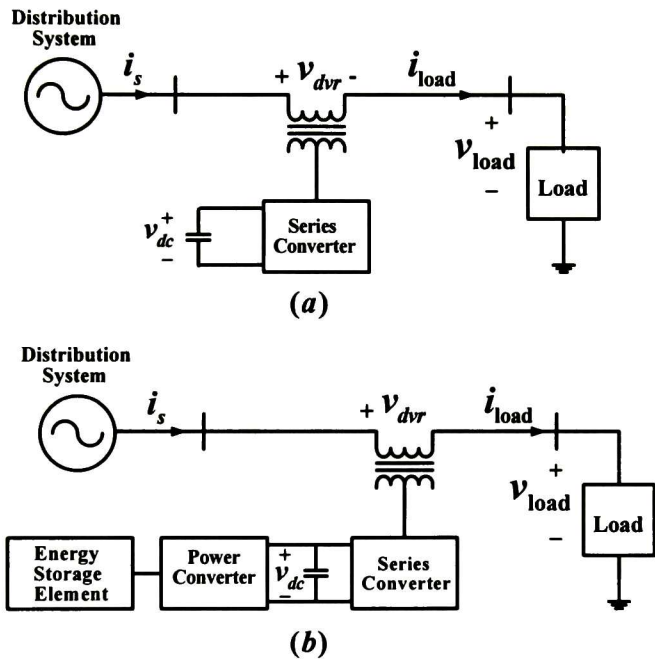 Distribution
System
i_s
+ v_dvr -
i_load
+
v_load
-
Load
+
v_dc
-
Series
Converter
(a)
Distribution
System
i_s
+ v_dvr
i_load
+
v_load
-
Load
Energy
Storage
Element
Power
Converter
+
v_dc
-
Series
Converter
(b)